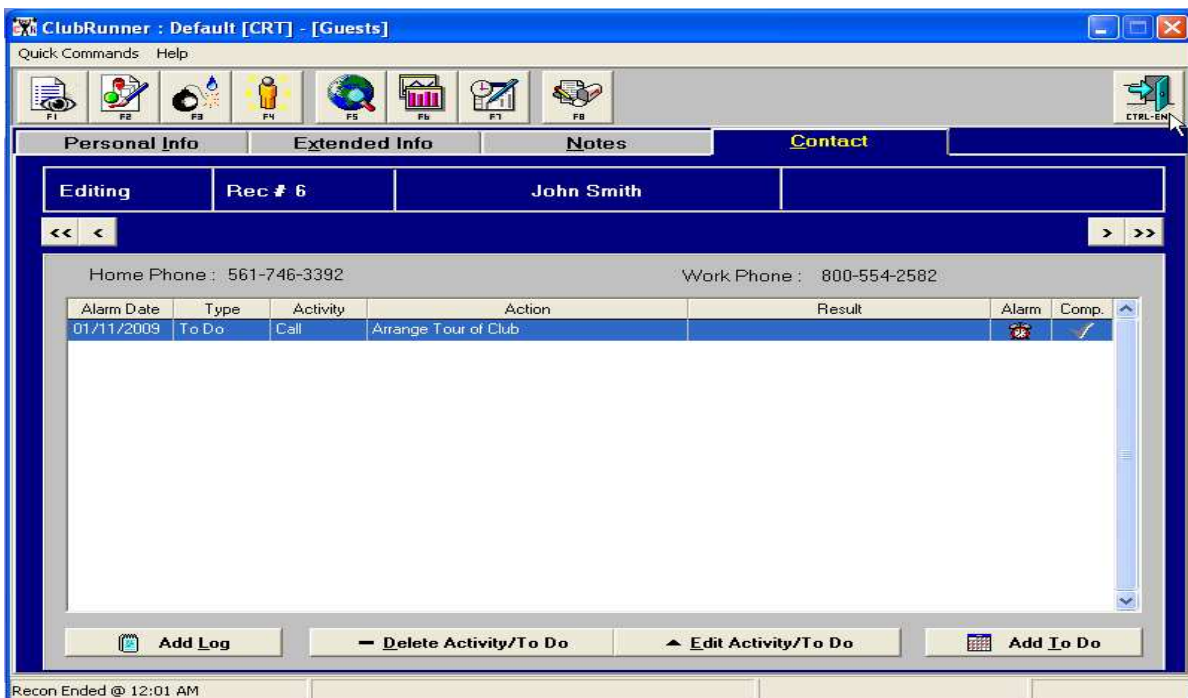 ClubRunner : Default [CRT] - [Guests]
Quick Commands Help
F1 F2 F3 F4 F5 F6 F7 F8 CTRL-EN
Personal Info Extended Info Notes Contact
Editing Rec # 6 John Smith
<< < > >>
Home Phone : 561-746-3392 Work Phone : 800-554-2582
Alarm Date Type Activity Action Result Alarm Comp.
01/11/2009 To Do Call Arrange Tour of Club
Add Log Delete Activity/To Do Edit Activity/To Do Add To Do
Recon Ended @ 12:01 AM